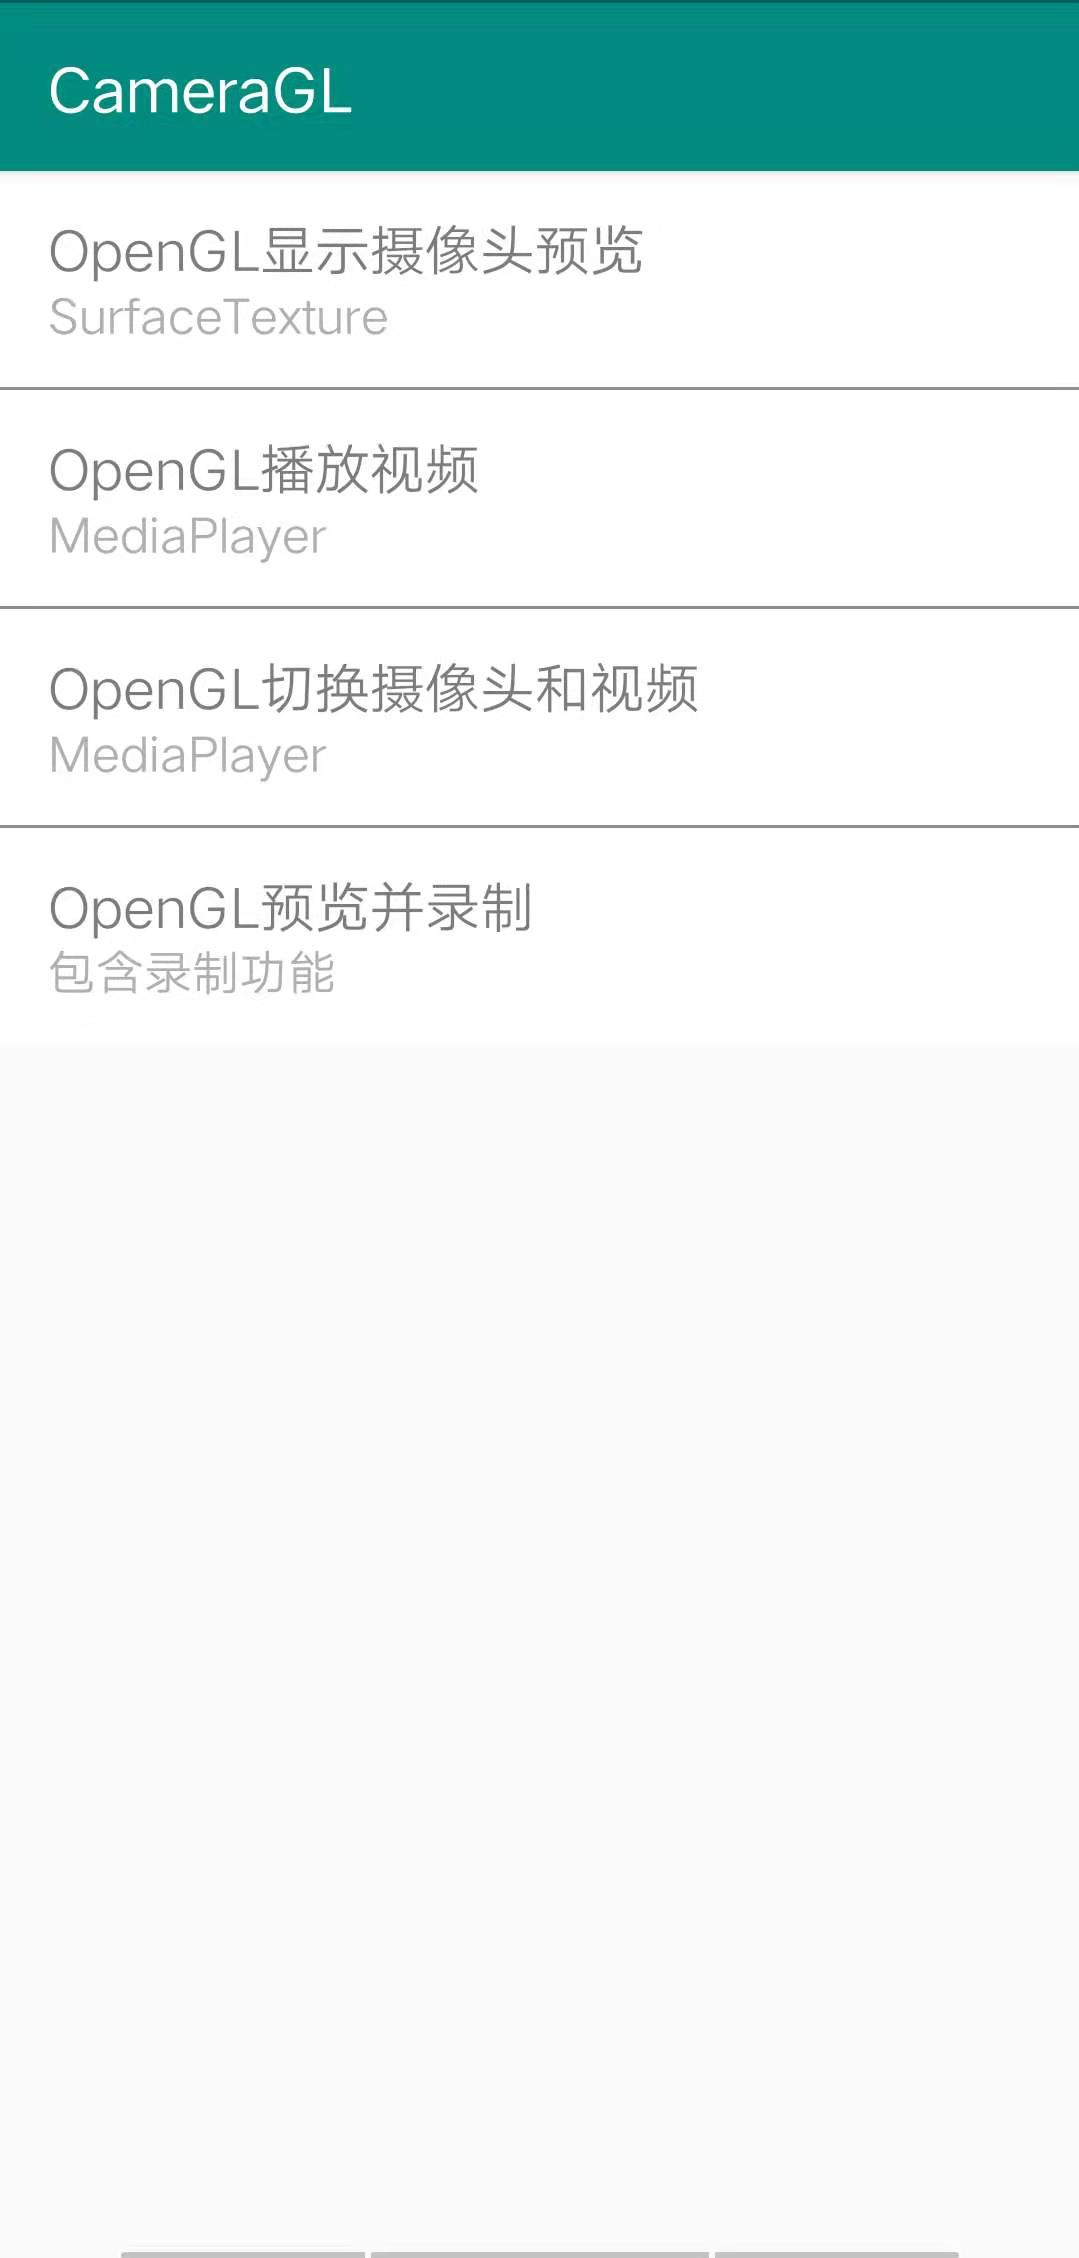 CameraGL
OpenGL显示摄像头预览
SurfaceTexture
OpenGL播放视频
MediaPlayer
OpenGL切换摄像头和视频
MediaPlayer
OpenGL预览并录制
包含录制功能